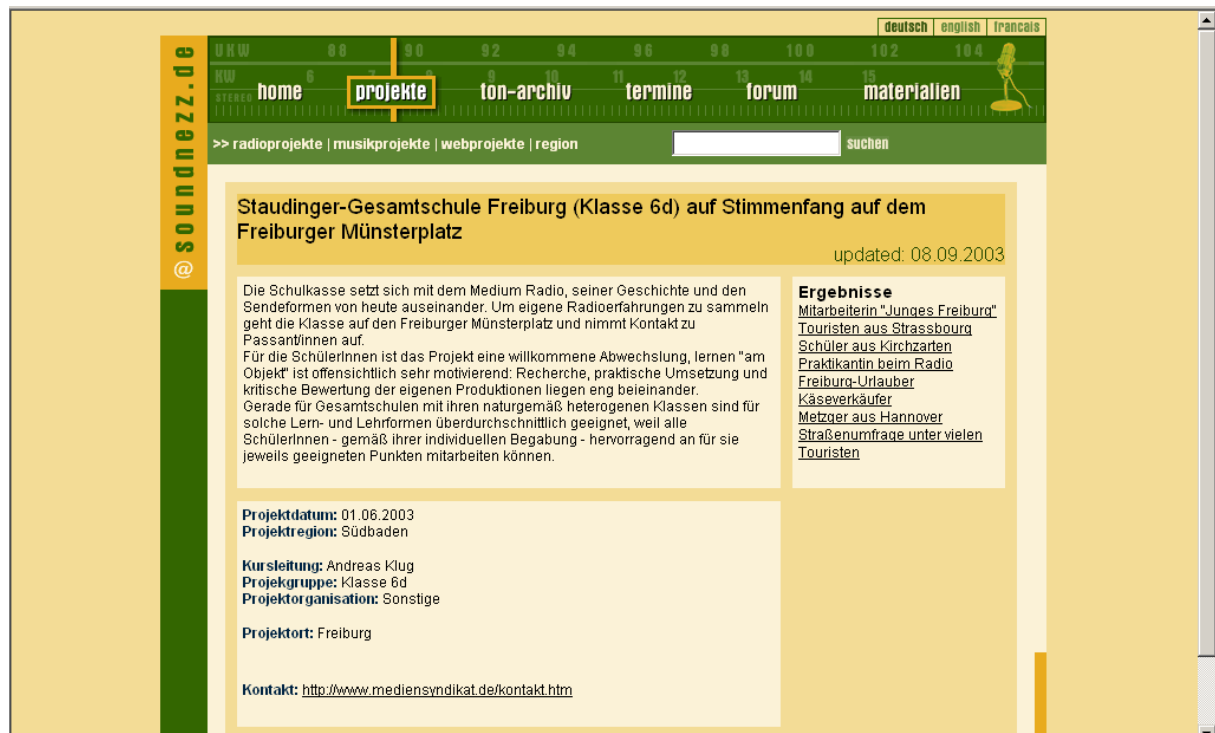 deutsch | english | francais
@soundnezz.de
UKW 88 90 92 94 96 98 100 102 104
KW 6 7 8 9 10 11 12 13 14 15
STEREO
home projekte ton-archiv termine forum materialien
>> radioprojekte | musikprojekte | webprojekte | region suchen
Staudinger-Gesamtschule Freiburg (Klasse 6d) auf Stimmenfang auf dem
Freiburger Münsterplatz
updated: 08.09.2003
Die Schulkasse setzt sich mit dem Medium Radio, seiner Geschichte und den
Sendeformen von heute auseinander. Um eigene Radioerfahrungen zu sammeln
geht die Klasse auf den Freiburger Münsterplatz und nimmt Kontakt zu
Passant/innen auf.
Für die SchülerInnen ist das Projekt eine willkommene Abwechslung, lernen "am
Objekt" ist offensichtlich sehr motivierend: Recherche, praktische Umsetzung und
kritische Bewertung der eigenen Produktionen liegen eng beieinander.
Gerade für Gesamtschulen mit ihren naturgemäß heterogenen Klassen sind für
solche Lern- und Lehrformen überdurchschnittlich geeignet, weil alle
SchülerInnen - gemäß ihrer individuellen Begabung - hervorragend an für sie
jeweils geeigneten Punkten mitarbeiten können.
Ergebnisse
Mitarbeiterin "Junges Freiburg"
Touristen aus Strassbourg
Schüler aus Kirchzarten
Praktikantin beim Radio
Freiburg-Urlauber
Käseverkäufer
Metzger aus Hannover
Straßenumfrage unter vielen
Touristen
Projektdatum: 01.06.2003
Projektregion: Südbaden
Kursleitung: Andreas Klug
Projekgruppe: Klasse 6d
Projektorganisation: Sonstige
Projektort: Freiburg
Kontakt: http://www.mediensyndikat.de/kontakt.htm